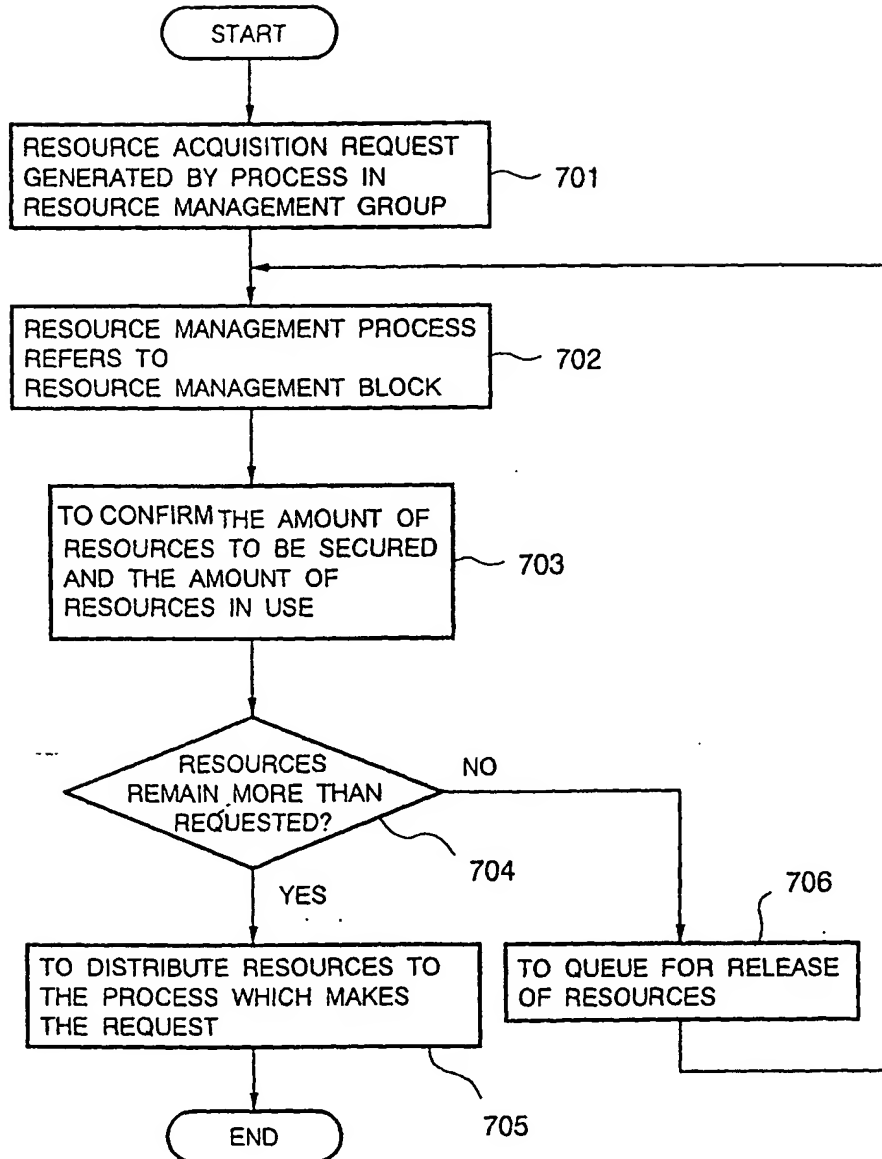 START
RESOURCE ACQUISITION REQUEST
GENERATED BY PROCESS IN
RESOURCE MANAGEMENT GROUP
701
RESOURCE MANAGEMENT PROCESS
REFERS TO
RESOURCE MANAGEMENT BLOCK
702
TO CONFIRM THE AMOUNT OF
RESOURCES TO BE SECURED
AND THE AMOUNT OF
RESOURCES IN USE
703
RESOURCES
REMAIN MORE THAN
REQUESTED?
NO
704
YES
706
TO DISTRIBUTE RESOURCES TO
THE PROCESS WHICH MAKES
THE REQUEST
TO QUEUE FOR RELEASE
OF RESOURCES
705
END